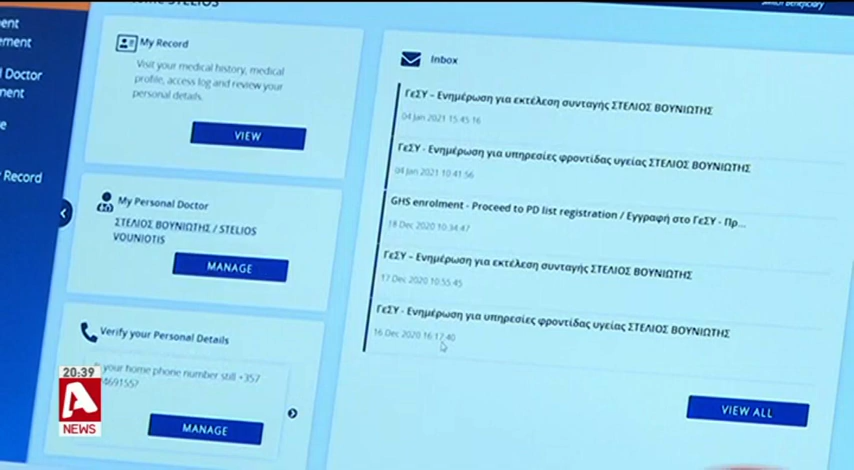 STELIOS
ent
ement
l Doctor
ment
e
Record
My Record
Visit your medical history, medical
profile, access log and review your
personal details.
VIEW
My Personal Doctor
ΣΤΕΛΙΟΣ ΒΟΥΝΙΩΤΗΣ / STELIOS
VOUNIOTIS
MANAGE
Verify your Personal Details
your home phone number still +357
469155?
MANAGE
Inbox
ΓεΣΥ – Ενημέρωση για εκτέλεση συνταγής ΣΤΕΛΙΟΣ ΒΟΥΝΙΩΤΗΣ
04 Jan 2021 15:45:16
ΓεΣΥ - Ενημέρωση για υπηρεσίες φροντίδας υγείας ΣΤΕΛΙΟΣ ΒΟΥΝΙΩΤΗΣ
04 Jan 2021 10:41:56
GHS enrolment - Proceed to PD list registration / Εγγραφή στο ΓεΣΥ - Πρ...
18 Dec 2020 10:34:47
ΓεΣΥ – Ενημέρωση για εκτέλεση συνταγής ΣΤΕΛΙΟΣ ΒΟΥΝΙΩΤΗΣ
17 Dec 2020 10:55:45
ΓεΣΥ - Ενημέρωση για υπηρεσίες φροντίδας υγείας ΣΤΕΛΙΟΣ ΒΟΥΝΙΩΤΗΣ
16 Dec 2020 16:17:40
VIEW ALL
20:39
NEWS